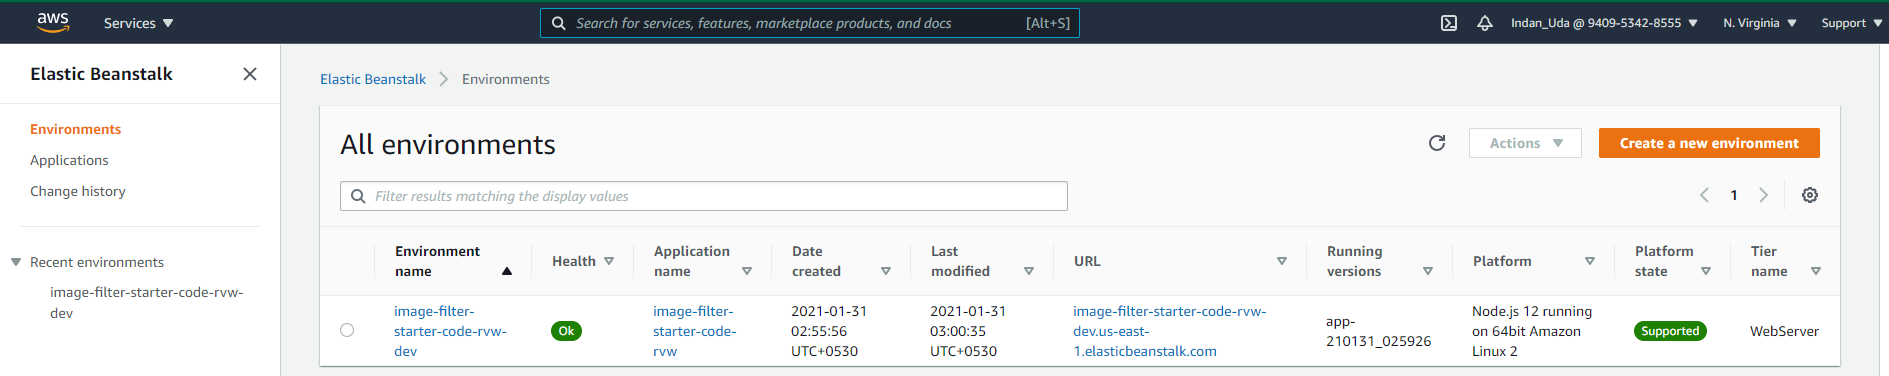 aws
Services
Search for services, features, marketplace products, and docs
[Alt+S]
Indan_Uda @ 9409-5342-8555
N. Virginia
Support
Elastic Beanstalk
Environments
Applications
Change history
Recent environments
image-filter-starter-code-rvw-
dev
Elastic Beanstalk
Environments
All environments
Actions
Create a new environment
Filter results matching the display values
1
Environment
name
Health
Application
name
Date
created
Last
modified
URL
Running
versions
Platform
Platform
state
Tier
name
image-filter-
starter-code-rvw-
dev
Ok
image-filter-
starter-code-
rvw
2021-01-31
02:55:56
UTC+0530
2021-01-31
03:00:35
UTC+0530
image-filter-starter-code-rvw-
dev.us-east-
1.elasticbeanstalk.com
app-
210131_025926
Node.js 12 running
on 64bit Amazon
Linux 2
Supported
WebServer